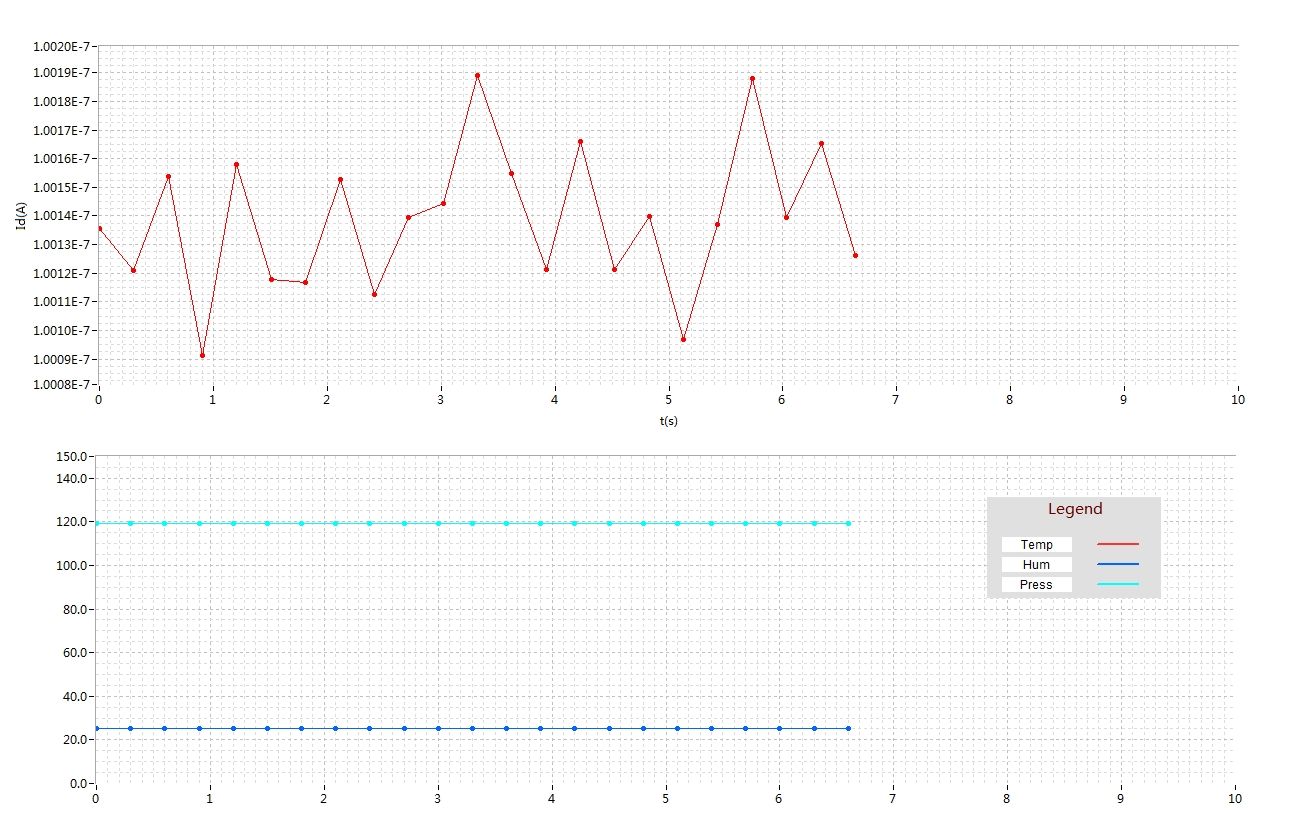 1.0020E-7
1.0019E-7
1.0018E-7
1.0017E-7
1.0016E-7
1.0015E-7
1.0014E-7
1.0013E-7
1.0012E-7
1.0011E-7
1.0010E-7
1.0009E-7
1.0008E-7
Id(A)
0 1 2 3 4 5 6 7 8 9 10
t(s)
150.0
140.0
120.0
100.0
80.0
60.0
40.0
20.0
0.0
Legend
Temp
Hum
Press
0 1 2 3 4 5 6 7 8 9 10